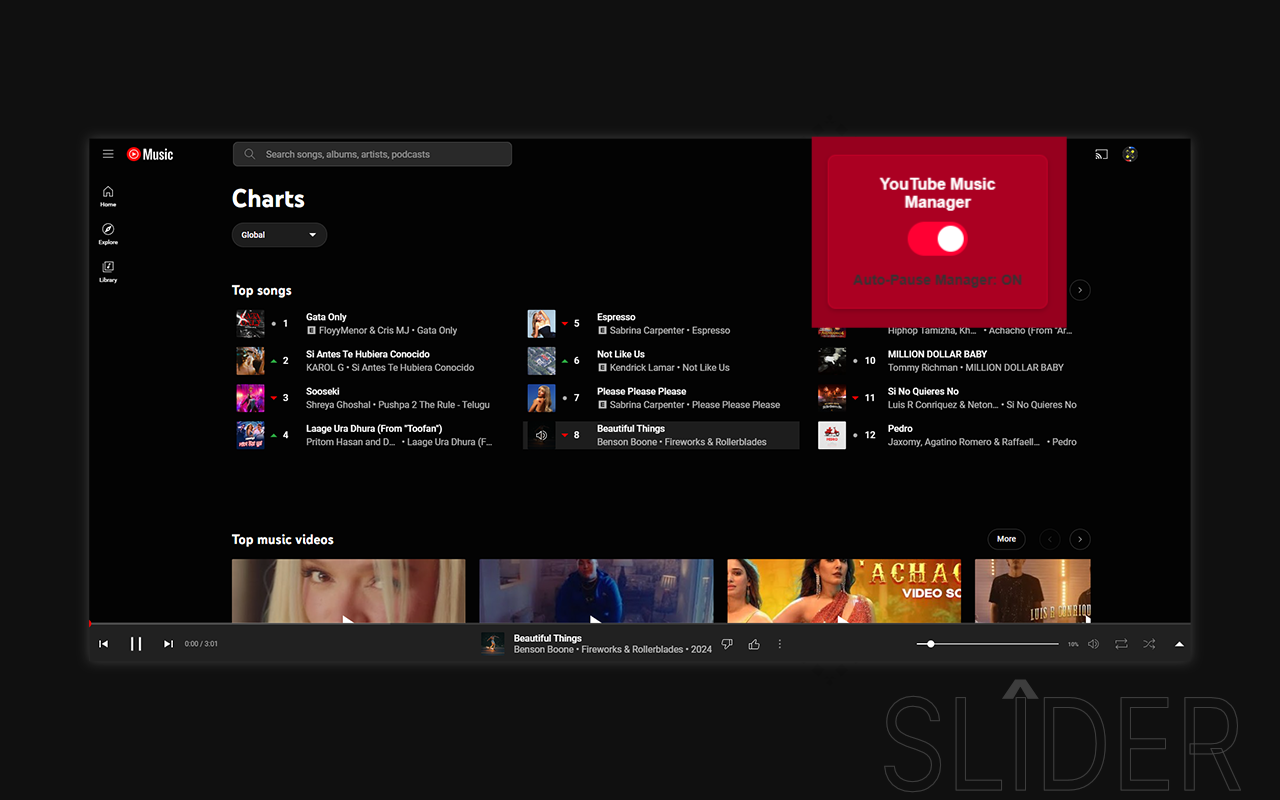 Music
Search songs, albums, artists, podcasts
YouTube Music
Manager
Auto-Pause Manager: ON
Home
Explore
Library
Charts
Global
Top songs
1
Gata Only
E FloyyMenor & Cris MJ • Gata Only
2
Si Antes Te Hubiera Conocido
KAROL G • Si Antes Te Hubiera Conocido
3
Sooseki
Shreya Ghoshal • Pushpa 2 The Rule - Telugu
4
Laage Ura Dhura (From "Toofan")
Pritom Hasan and D... • Laage Ura Dhura (F...
5
Espresso
E Sabrina Carpenter • Espresso
6
Not Like Us
E Kendrick Lamar • Not Like Us
7
Please Please Please
E Sabrina Carpenter • Please Please Please
8
Beautiful Things
Benson Boone • Fireworks & Rollerblades
Hiphop Tamizha, Kh... • Achacho (From "Ar...
10
MILLION DOLLAR BABY
Tommy Richman • MILLION DOLLAR BABY
11
Si No Quieres No
Luis R Conriquez & Neton... • Si No Quieres No
12
Pedro
Jaxomy, Agatino Romero & Raffaell... • Pedro
Top music videos
More
ACHAC
VIDEO SO
LUIS R CONRIQU
0:00 / 3:01
Beautiful Things
Benson Boone • Fireworks & Rollerblades • 2024
10%
SLÎDER